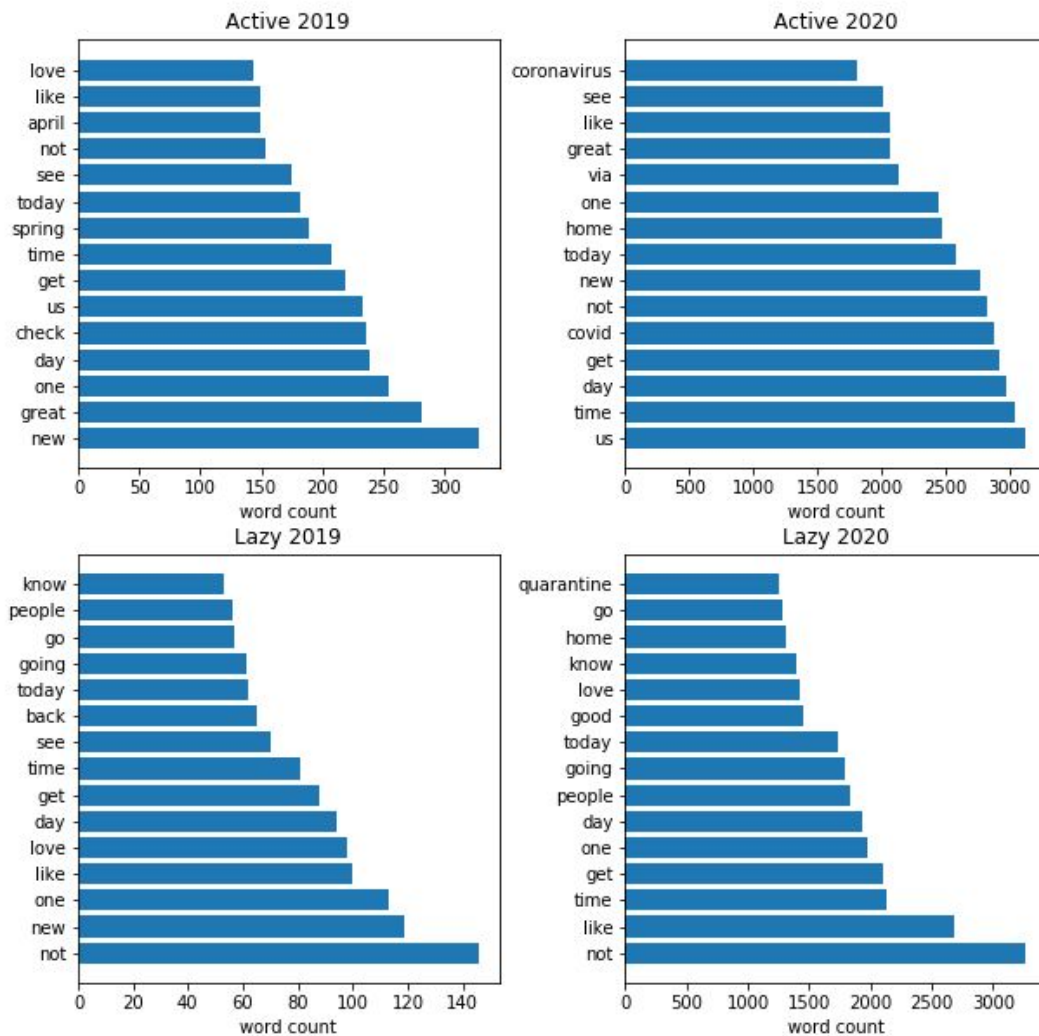 Active 2019
love
like
april
not
see
today
spring
time
get
us
check
day
one
great
new
0 50 100 150 200 250 300
word count
Active 2020
coronavirus
see
like
great
via
one
home
today
new
not
covid
get
day
time
us
0 500 1000 1500 2000 2500 3000
word count
Lazy 2019
know
people
go
going
today
back
see
time
get
day
love
like
one
new
not
0 20 40 60 80 100 120 140
word count
Lazy 2020
quarantine
go
home
know
love
good
today
going
people
day
one
get
time
like
not
0 500 1000 1500 2000 2500 3000
word count